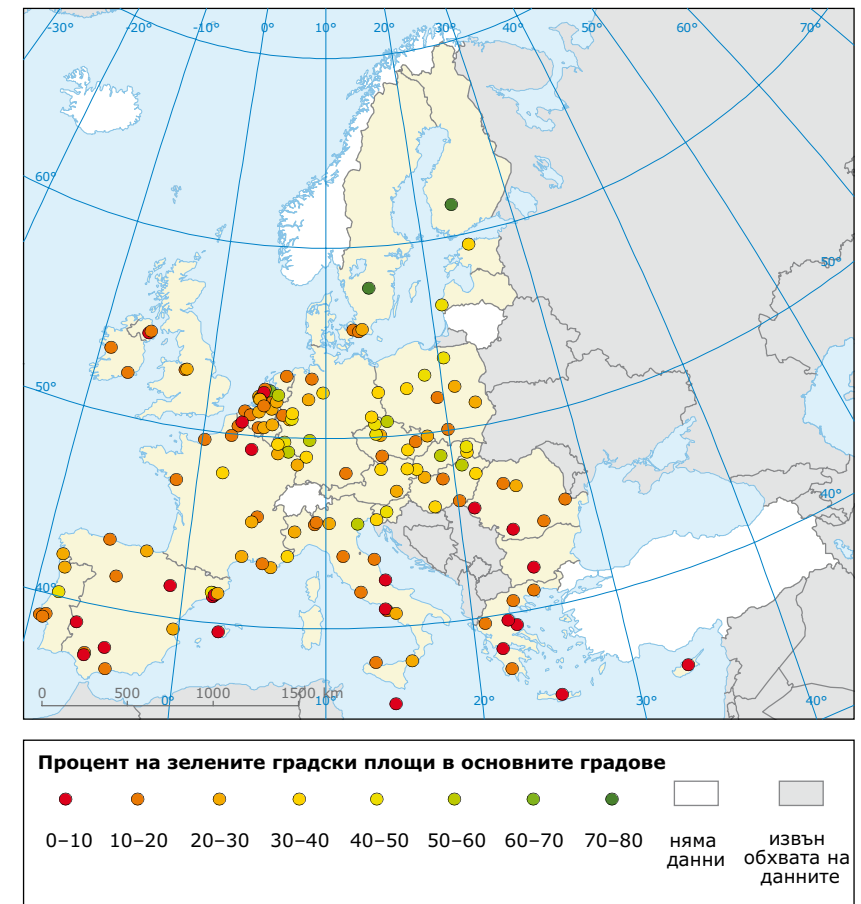 -30° -20° -10° 0° 10° 20° 30° 40° 50° 60° 70°
60°
50°
50°
40°
40°
0 500 1000 1500 km
0° 10° 20° 30° 40°
Процент на зелените градски площи в основните градове
0–10 10–20 20–30 30–40 40–50 50–60 60–70 70–80
няма
данни
извън
обхвата на
данните